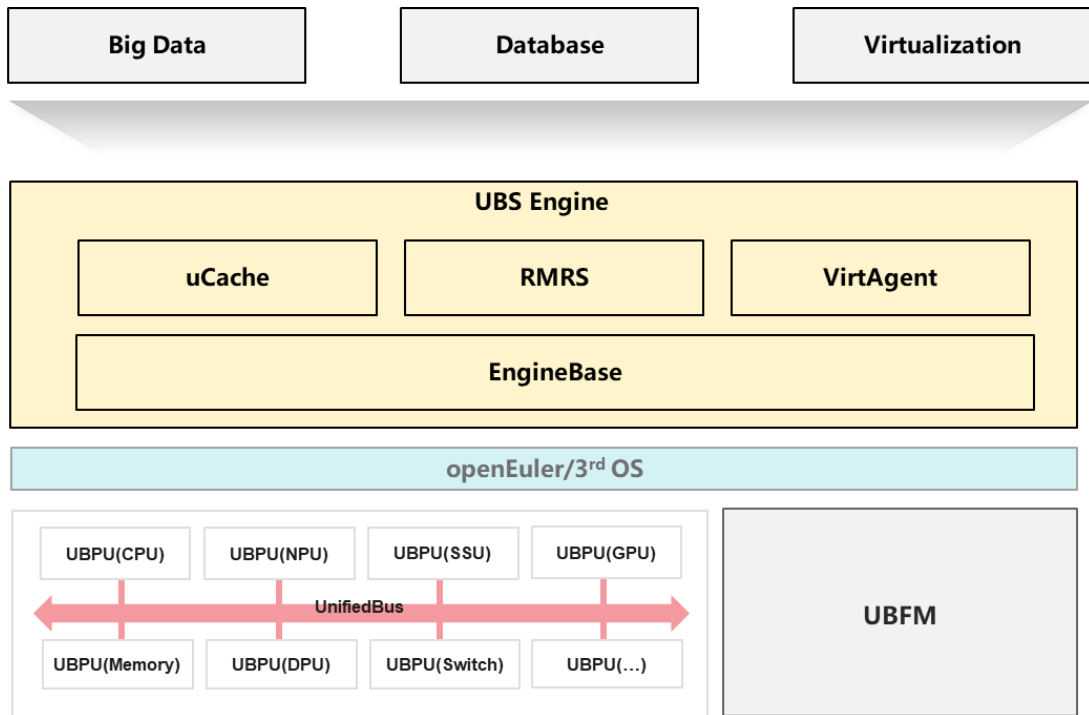 Big Data
Database
Virtualization
UBS Engine
uCache
RMRS
VirtAgent
EngineBase
openEuler/3rd OS
UBPU(CPU)
UBPU(NPU)
UBPU(SSU)
UBPU(GPU)
UnifiedBus
UBPU(Memory)
UBPU(DPU)
UBPU(Switch)
UBPU(...)
UBFM